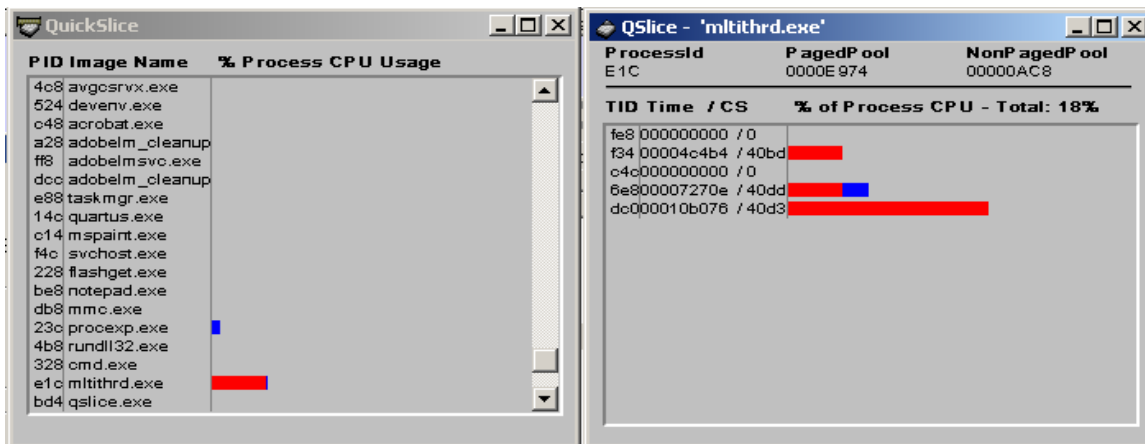 QuickSlice
PID Image Name % Process CPU Usage
4c8 avgcsrvx.exe
524 devenv.exe
c48 acrobat.exe
a28 adobelm_cleanup
ff8 adobelmsvc.exe
dcc adobelm_cleanup
e88 taskmgr.exe
14c quartus.exe
c14 mspaint.exe
f4c svchost.exe
228 flashget.exe
be8 notepad.exe
db8 mmc.exe
23c procexp.exe
4b8 rundll32.exe
328 cmd.exe
e1c mltithrd.exe
bd4 qslice.exe
QSlice - 'mltithrd.exe'
ProcessId PagedPool NonPagedPool
E1C 0000E974 00000AC8
TID Time / CS % of Process CPU - Total: 18%
fe8 000000000 / 0
f34 00004c4b4 / 40bd
c4c 000000000 / 0
6e8 00007270e / 40dd
dc0 00010b076 / 40d3